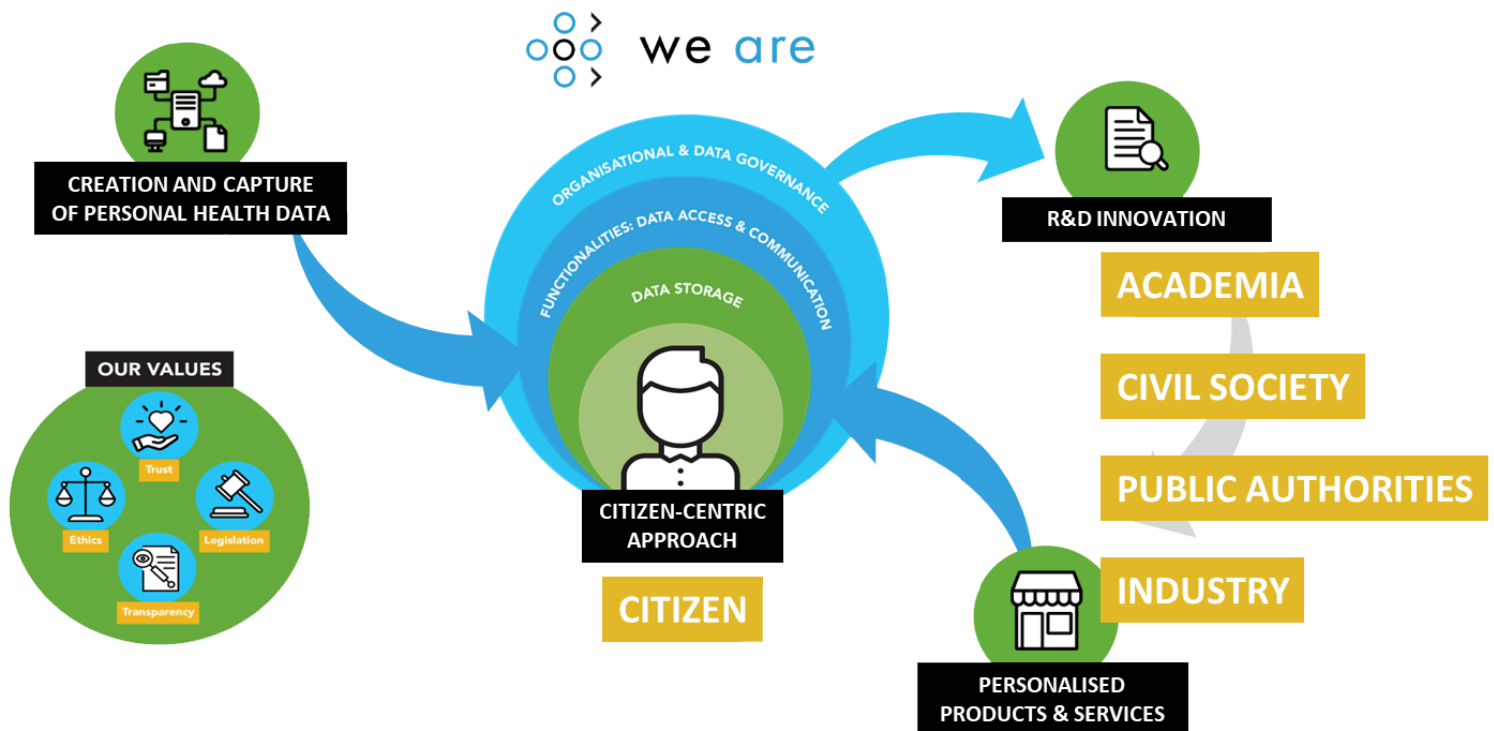 we are
CREATION AND CAPTURE
OF PERSONAL HEALTH DATA
ORGANISATIONAL & DATA GOVERNANCE
FUNCTIONALITIES: DATA ACCESS & COMMUNICATION
DATA STORAGE
CITIZEN-CENTRIC
APPROACH
CITIZEN
R&D INNOVATION
ACADEMIA
CIVIL SOCIETY
PUBLIC AUTHORITIES
INDUSTRY
PERSONALISED
PRODUCTS & SERVICES
OUR VALUES
Trust
Ethics
Legislation
Transparency